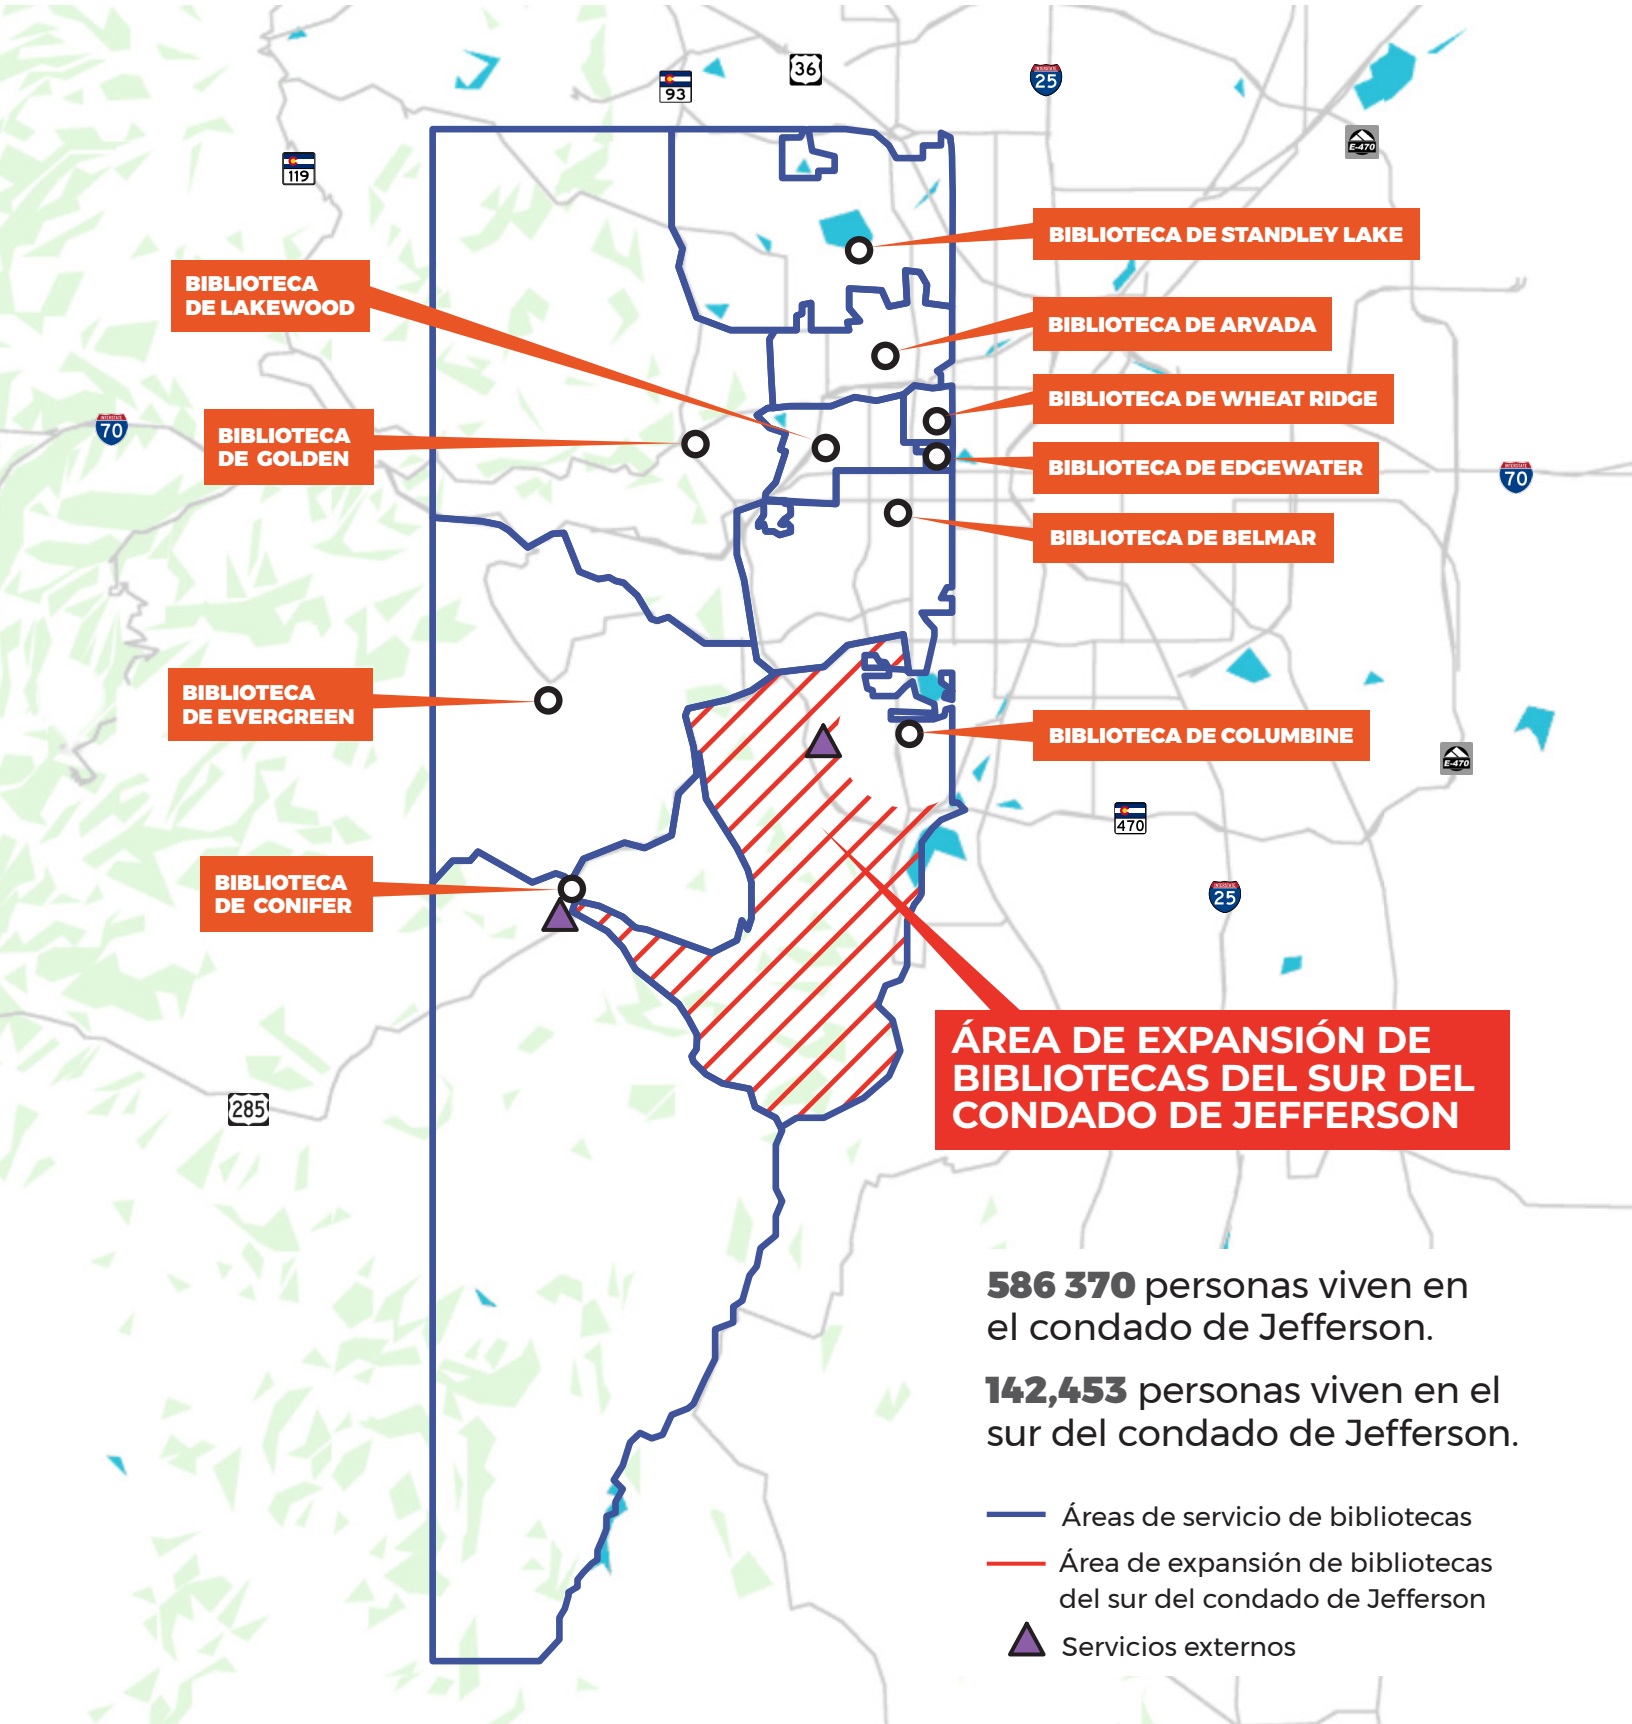 36
93
INTERSTATE
25
E-470
119
BIBLIOTECA DE STANDLEY LAKE
BIBLIOTECA
DE LAKEWOOD
BIBLIOTECA DE ARVADA
BIBLIOTECA DE WHEAT RIDGE
INTERSTATE
70
BIBLIOTECA
DE GOLDEN
BIBLIOTECA DE EDGEWATER
INTERSTATE
70
BIBLIOTECA DE BELMAR
BIBLIOTECA
DE EVERGREEN
BIBLIOTECA DE COLUMBINE
E-470
470
BIBLIOTECA
DE CONIFER
INTERSTATE
25
ÁREA DE EXPANSIÓN DE
BIBLIOTECAS DEL SUR DEL
CONDADO DE JEFFERSON
285
586 370 personas viven en
el condado de Jefferson.
142,453 personas viven en el
sur del condado de Jefferson.
Áreas de servicio de bibliotecas
Área de expansión de bibliotecas
del sur del condado de Jefferson
Servicios externos